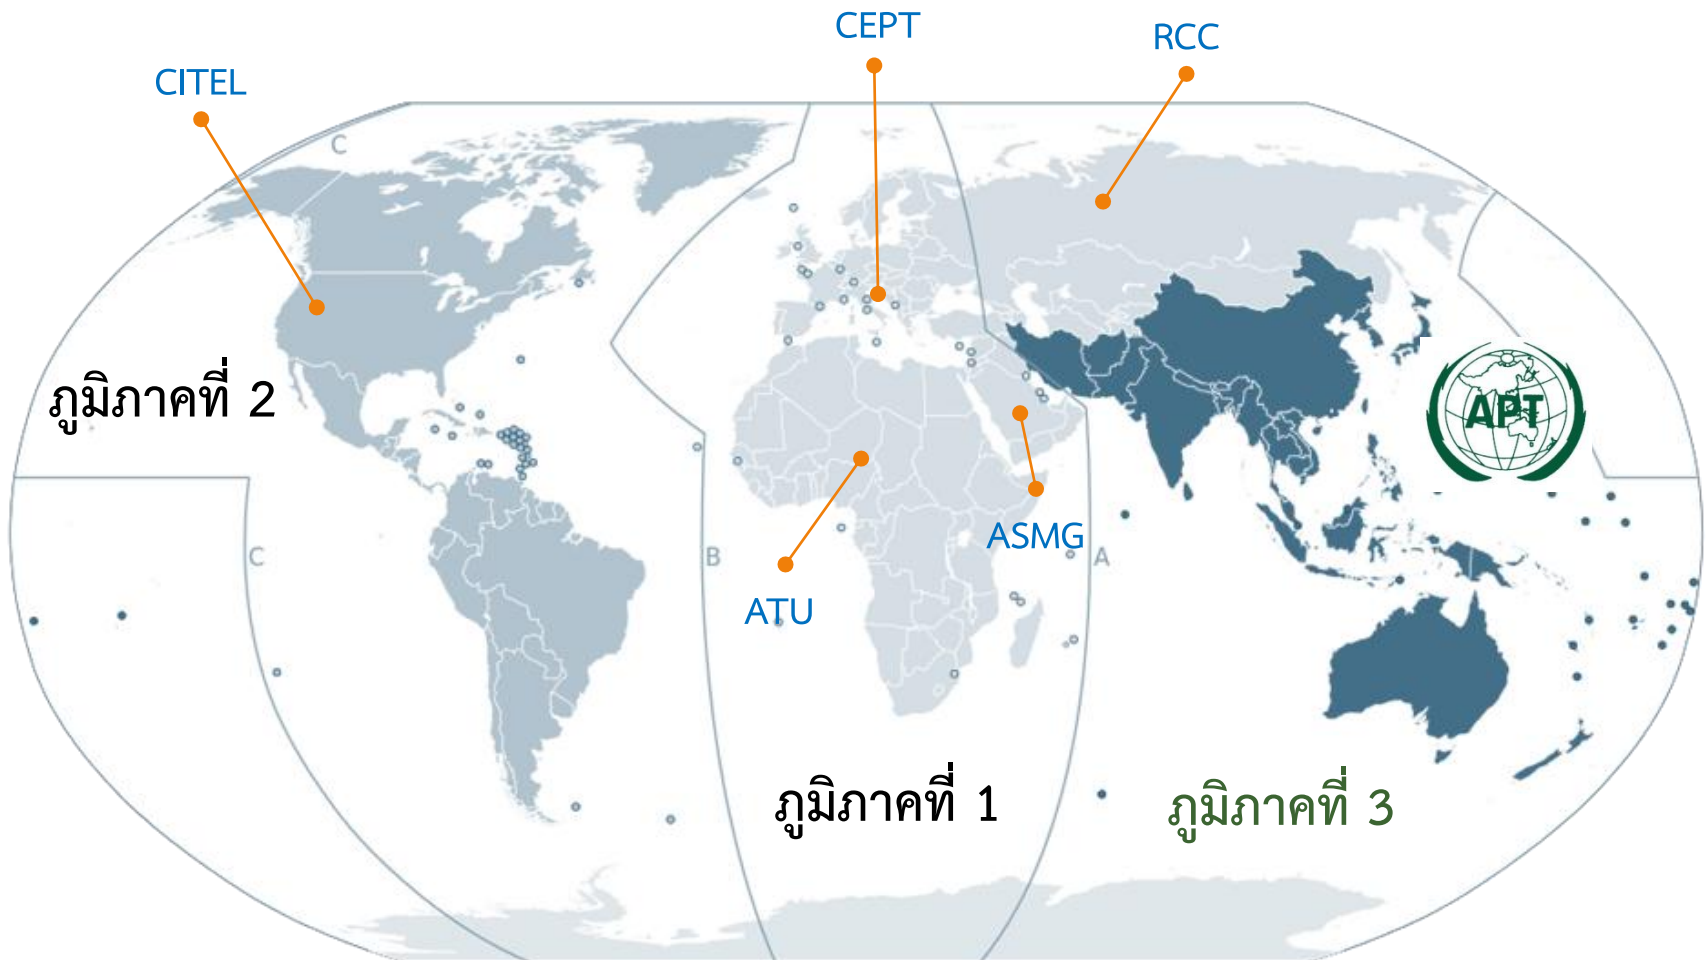 CEPT
RCC
CITEL
C
ภูมิภาคที่ 2
APT
ASMG
C
B
A
ATU
ภูมิภาคที่ 1
ภูมิภาคที่ 3